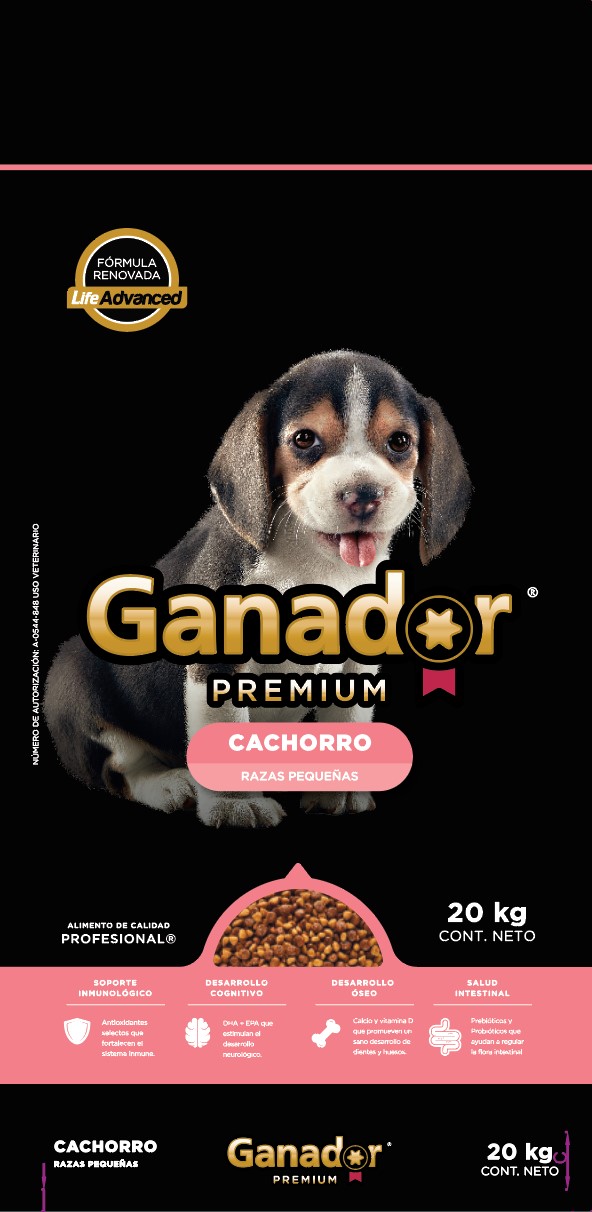 FÓRMULA
RENOVADA
LifeAdvanced
NÚMERO DE AUTORIZACIÓN: A-0544-848 USO VETERINARIO
Ganador®
PREMIUM
CACHORRO
RAZAS PEQUEÑAS
ALIMENTO DE CALIDAD
PROFESIONAL®
20 kg
CONT. NETO
SOPORTE
INMUNOLÓGICO
Antioxidantes
selectos que
fortalecen el
sistema inmune.
DESARROLLO
COGNITIVO
DHA + EPA que
estimulan el
desarrollo
neurológico.
DESARROLLO
ÓSEO
Calcio y vitamina D
que promueven un
sano desarrollo de
dientes y huesos.
SALUD
INTESTINAL
Prebióticos y
Probióticos que
ayudan a regular
la flora intestinal
CACHORRO
RAZAS PEQUEÑAS
Ganador®
PREMIUM
20 kg
CONT. NETO
C